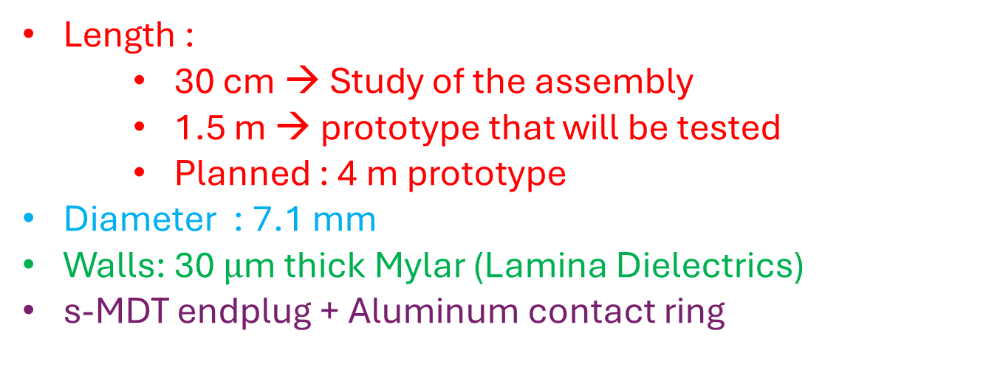 • Length :
• 30 cm → Study of the assembly
• 1.5 m → prototype that will be tested
• Planned : 4 m prototype
• Diameter : 7.1 mm
• Walls: 30 μm thick Mylar (Lamina Dielectrics)
• s-MDT endplug + Aluminum contact ring